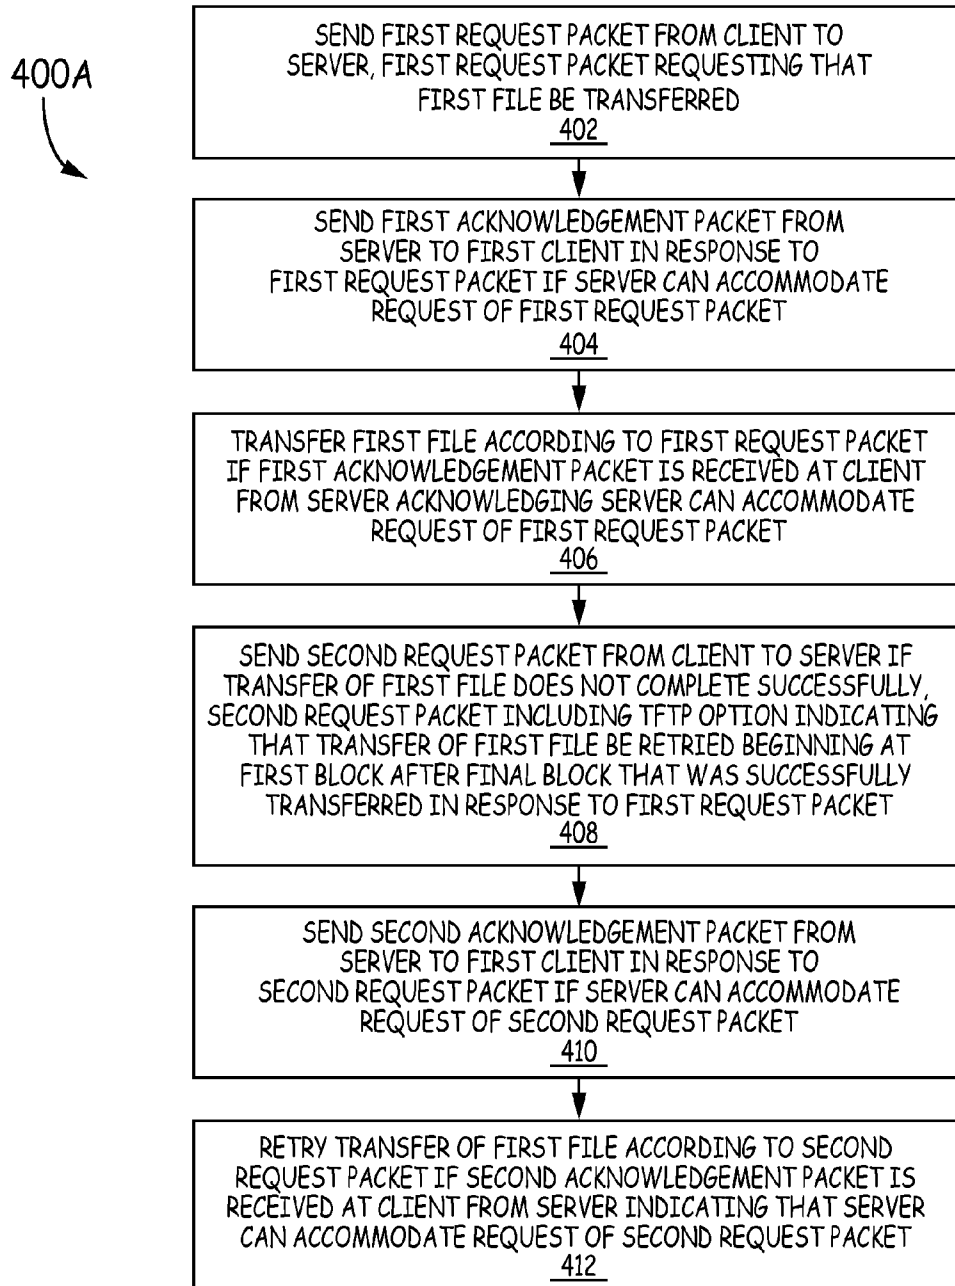 400A
SEND FIRST REQUEST PACKET FROM CLIENT TO
SERVER, FIRST REQUEST PACKET REQUESTING THAT
FIRST FILE BE TRANSFERRED
402
SEND FIRST ACKNOWLEDGEMENT PACKET FROM
SERVER TO FIRST CLIENT IN RESPONSE TO
FIRST REQUEST PACKET IF SERVER CAN ACCOMMODATE
REQUEST OF FIRST REQUEST PACKET
404
TRANSFER FIRST FILE ACCORDING TO FIRST REQUEST PACKET
IF FIRST ACKNOWLEDGEMENT PACKET IS RECEIVED AT CLIENT
FROM SERVER ACKNOWLEDGING SERVER CAN ACCOMMODATE
REQUEST OF FIRST REQUEST PACKET
406
SEND SECOND REQUEST PACKET FROM CLIENT TO SERVER IF
TRANSFER OF FIRST FILE DOES NOT COMPLETE SUCCESSFULLY,
SECOND REQUEST PACKET INCLUDING TFTP OPTION INDICATING
THAT TRANSFER OF FIRST FILE BE RETRIED BEGINNING AT
FIRST BLOCK AFTER FINAL BLOCK THAT WAS SUCCESSFULLY
TRANSFERRED IN RESPONSE TO FIRST REQUEST PACKET
408
SEND SECOND ACKNOWLEDGEMENT PACKET FROM
SERVER TO FIRST CLIENT IN RESPONSE TO
SECOND REQUEST PACKET IF SERVER CAN ACCOMMODATE
REQUEST OF SECOND REQUEST PACKET
410
RETRY TRANSFER OF FIRST FILE ACCORDING TO SECOND
REQUEST PACKET IF SECOND ACKNOWLEDGEMENT PACKET IS
RECEIVED AT CLIENT FROM SERVER INDICATING THAT SERVER
CAN ACCOMMODATE REQUEST OF SECOND REQUEST PACKET
412